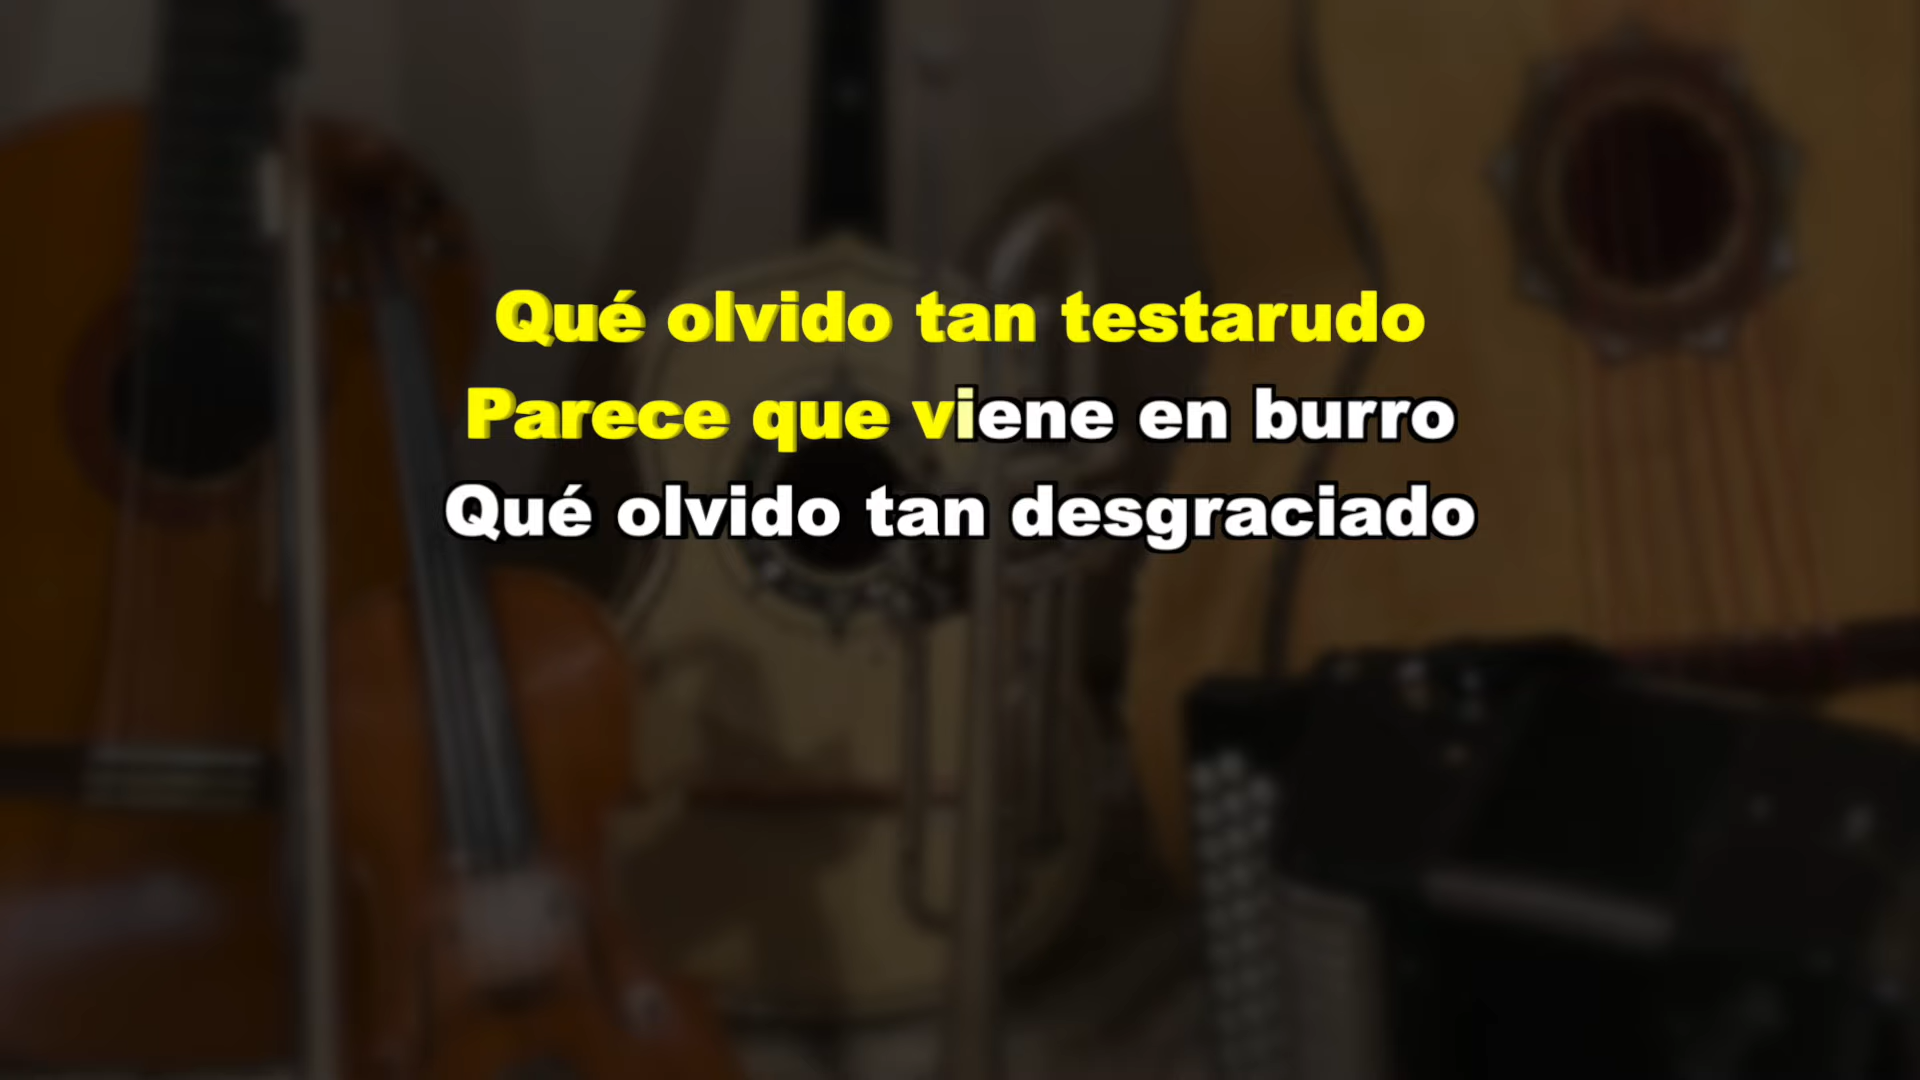 Qué olvido tan testarudo
Parece que viene en burro
Qué olvido tan desgraciado